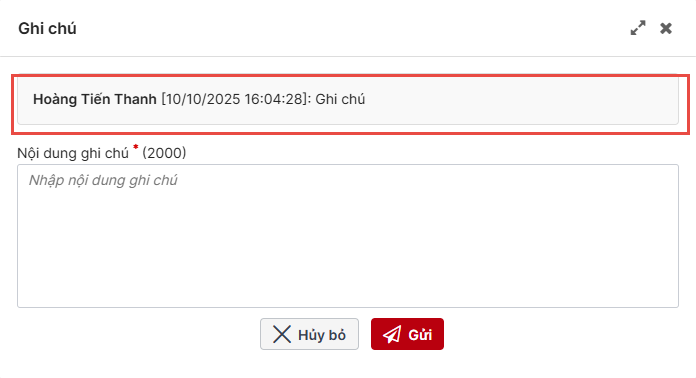 Ghi chú
Hoàng Tiến Thanh [10/10/2025 16:04:28]: Ghi chú
Nội dung ghi chú * (2000)
Nhập nội dung ghi chú
Hủy bỏ
Gửi